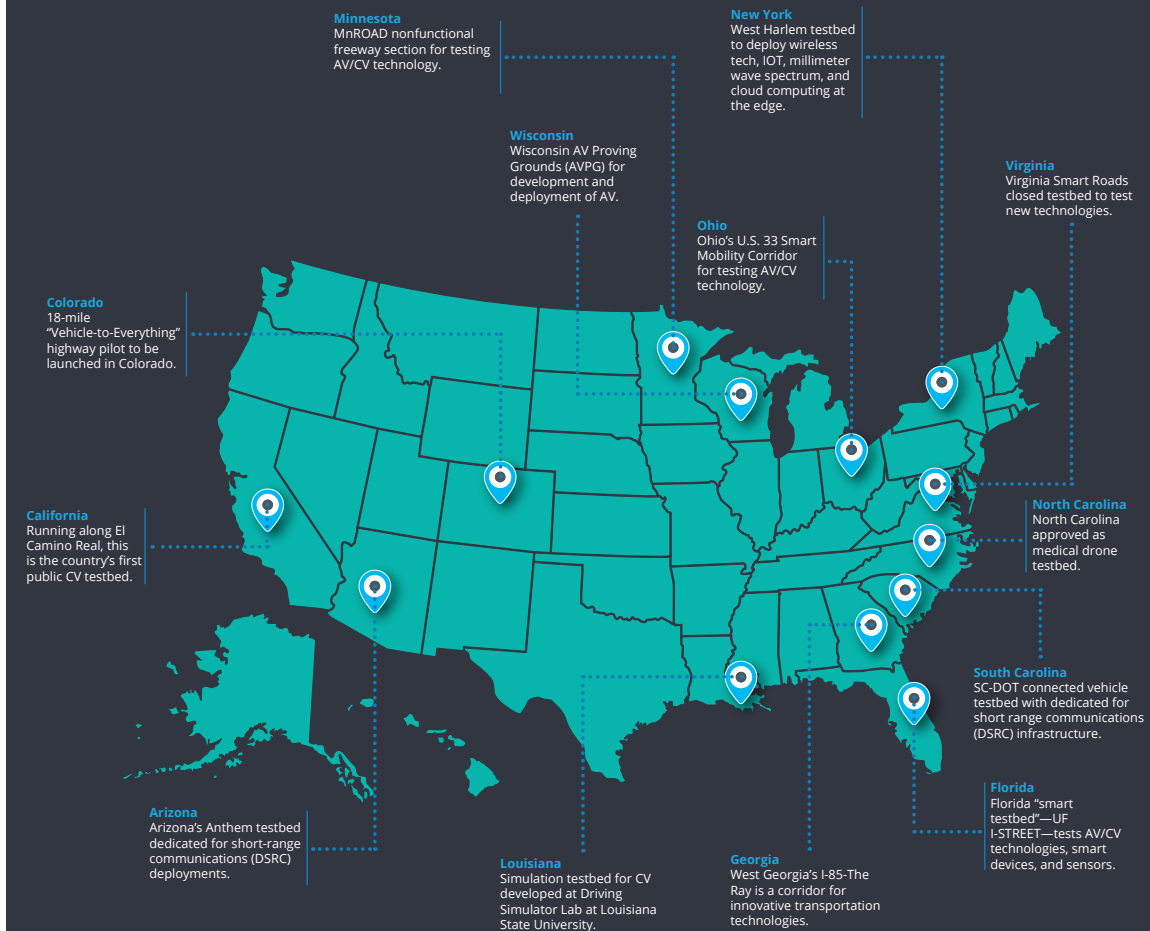 Minnesota
MnROAD nonfunctional
freeway section for testing
AV/CV technology.
New York
West Harlem testbed
to deploy wireless
tech, IOT, millimeter
wave spectrum, and
cloud computing at
the edge.
Wisconsin
Wisconsin AV Proving
Grounds (AVPG) for
development and
deployment of AV.
Virginia
Virginia Smart Roads
closed testbed to test
new technologies.
Ohio
Ohio’s U.S. 33 Smart
Mobility Corridor
for testing AV/CV
technology.
Colorado
18-mile
“Vehicle-to-Everything”
highway pilot to be
launched in Colorado.
California
Running along El
Camino Real, this
is the country’s first
public CV testbed.
North Carolina
North Carolina
approved as
medical drone
testbed.
South Carolina
SC-DOT connected vehicle
testbed with dedicated for
short range communications
(DSRC) infrastructure.
Florida
Florida “smart
testbed”—UF
I-STREET—tests AV/CV
technologies, smart
devices, and sensors.
Arizona
Arizona’s Anthem testbed
dedicated for short-range
communications (DSRC)
deployments.
Louisiana
Simulation testbed for CV
developed at Driving
Simulator Lab at Louisiana
State University.
Georgia
West Georgia’s I-85-The
Ray is a corridor for
innovative transportation
technologies.